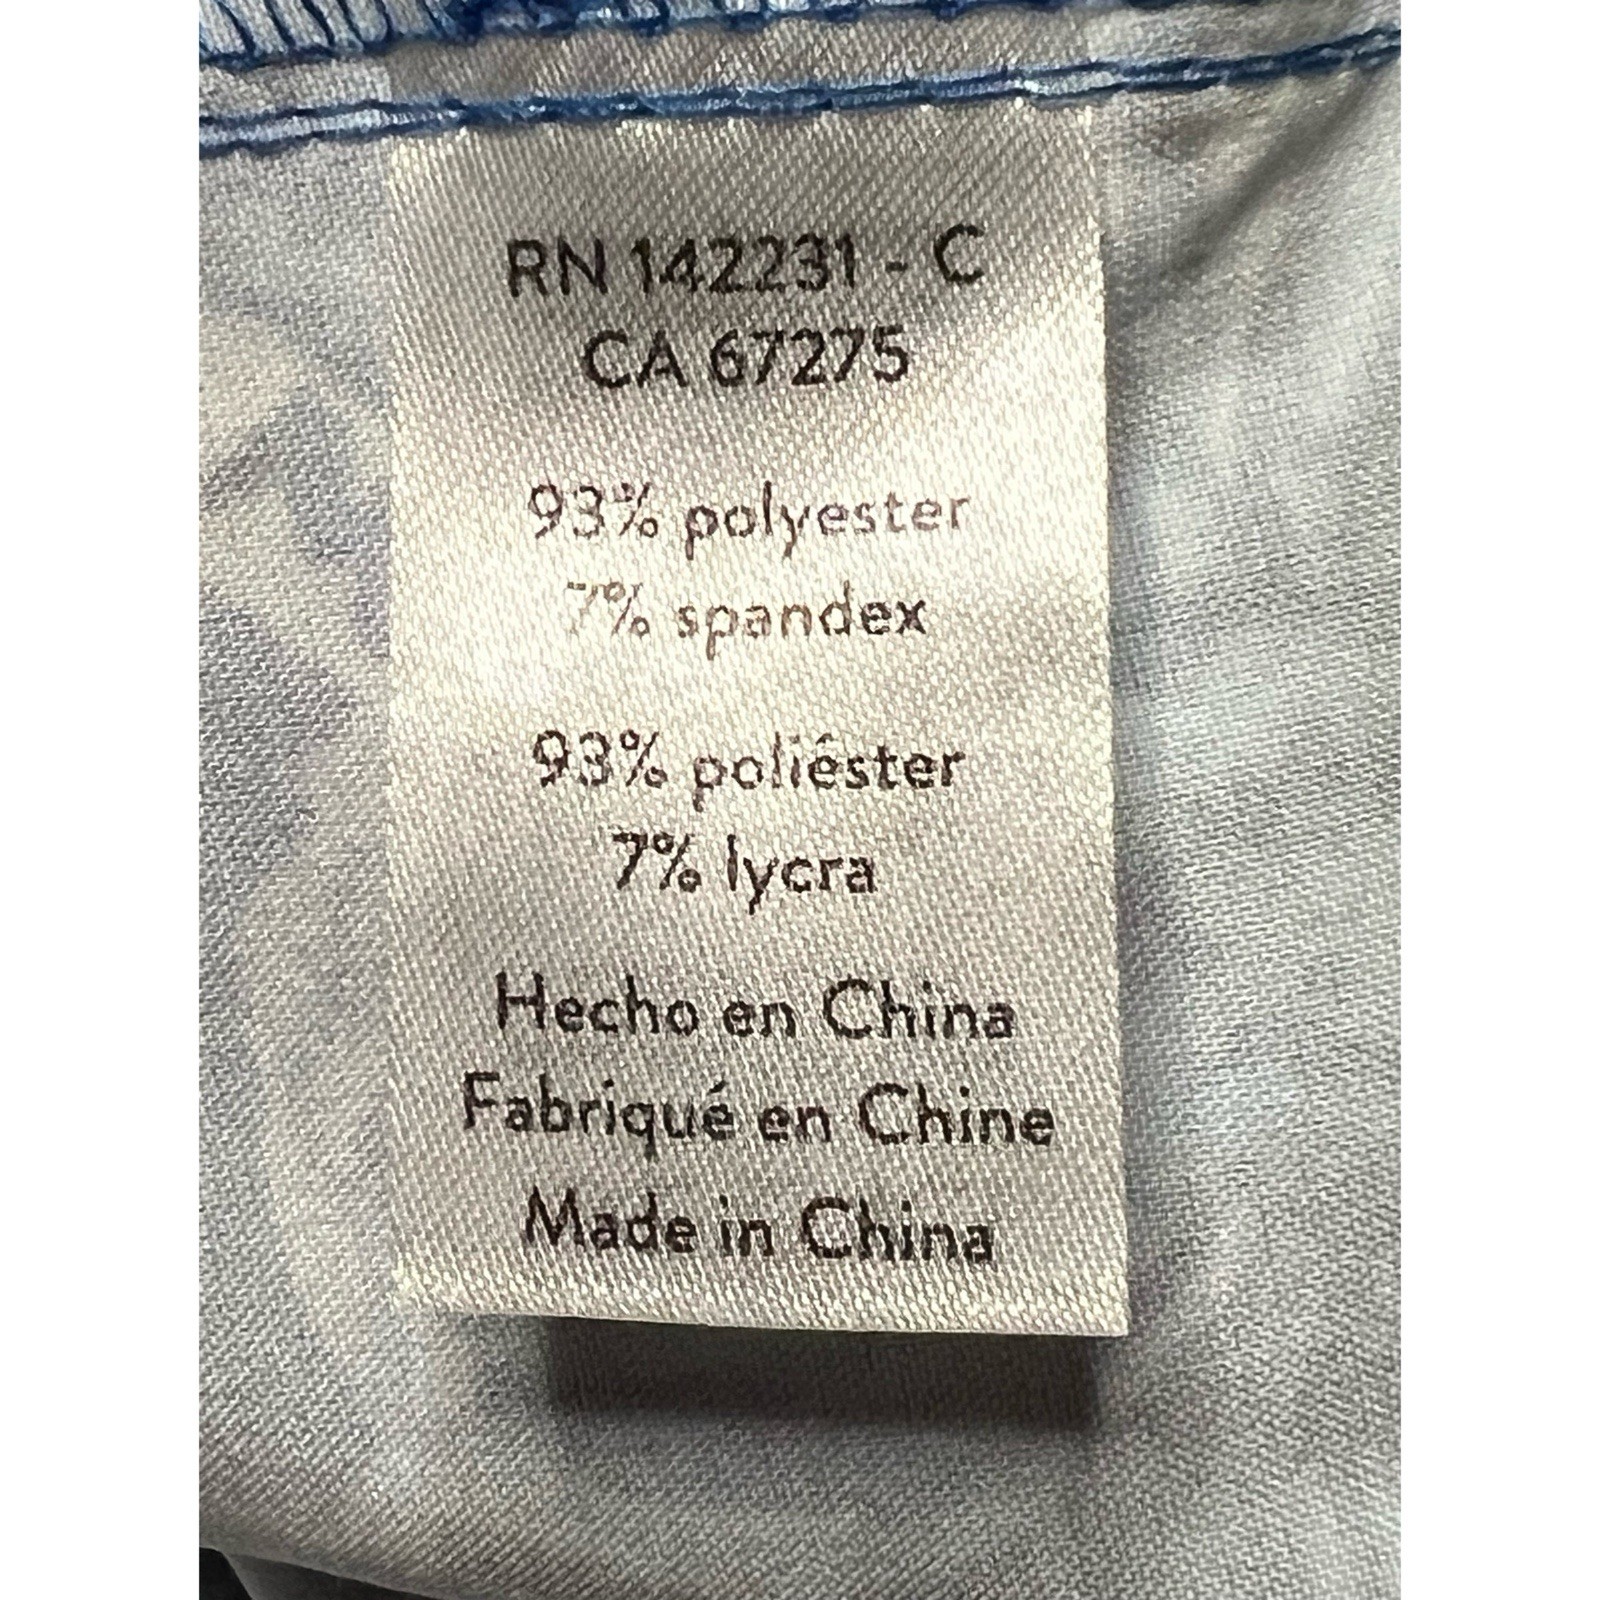 RN 142231 - C
CA 67275
93% polyester
7% spandex
93% poliéster
7% lycra
Hecho en China
Fabriqué en Chine
Made in China